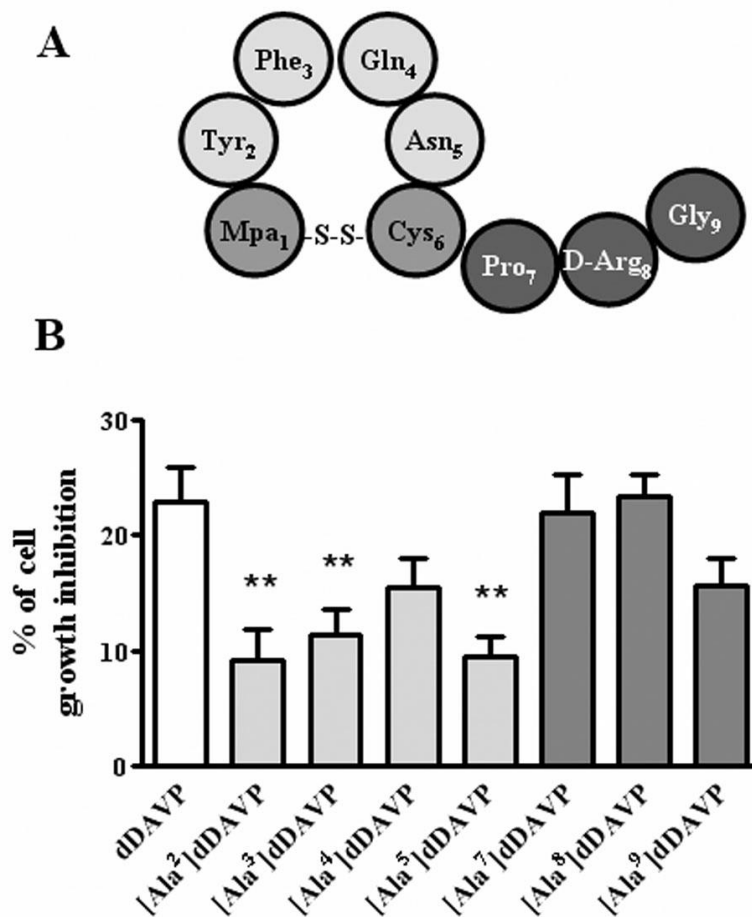 A
Phe3 Gln4
Tyr2 Asn5
Mpa1 -S-S- Cys6
Pro7 D-Arg8 Gly9
B
% of cell
growth inhibition
30
20
10
0
** ** **
dDAVP
[Ala2]dDAVP
[Ala3]dDAVP
[Ala4]dDAVP
[Ala5]dDAVP
[Ala7]dDAVP
[Ala8]dDAVP
[Ala9]dDAVP